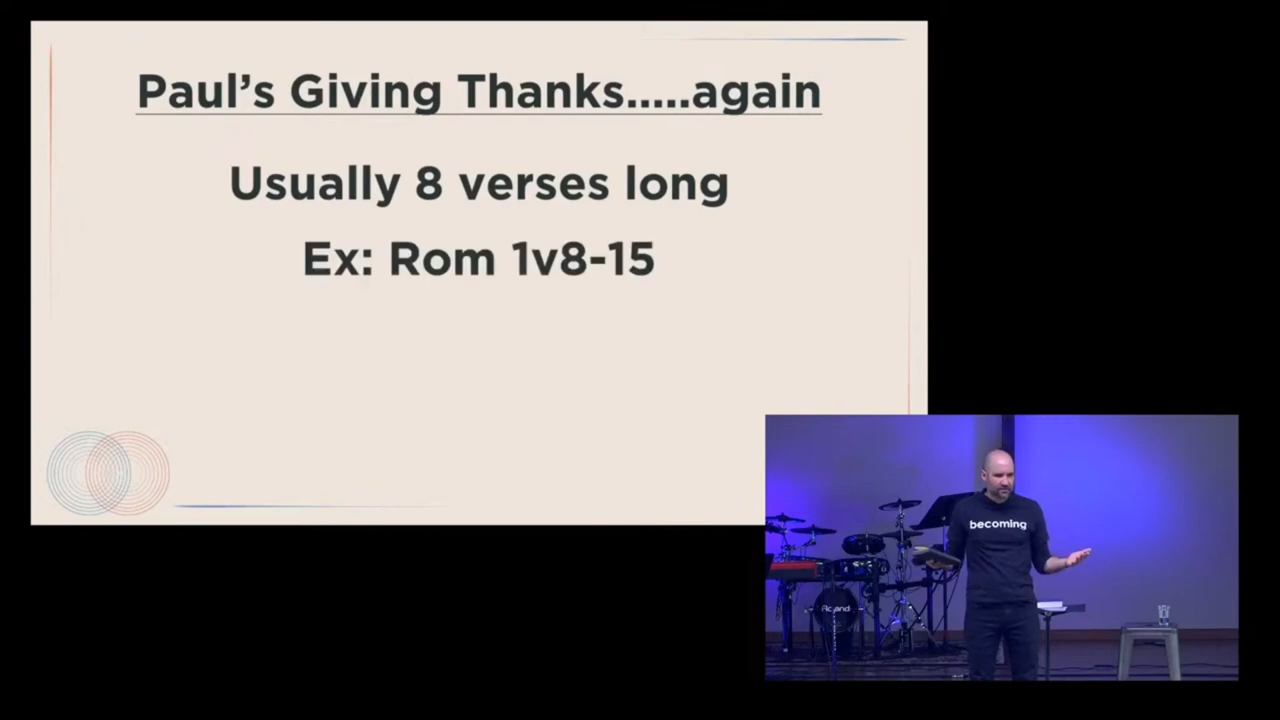 Paul's Giving Thanks.....again
Usually 8 verses long
Ex: Rom 1v8-15
becoming
Roland